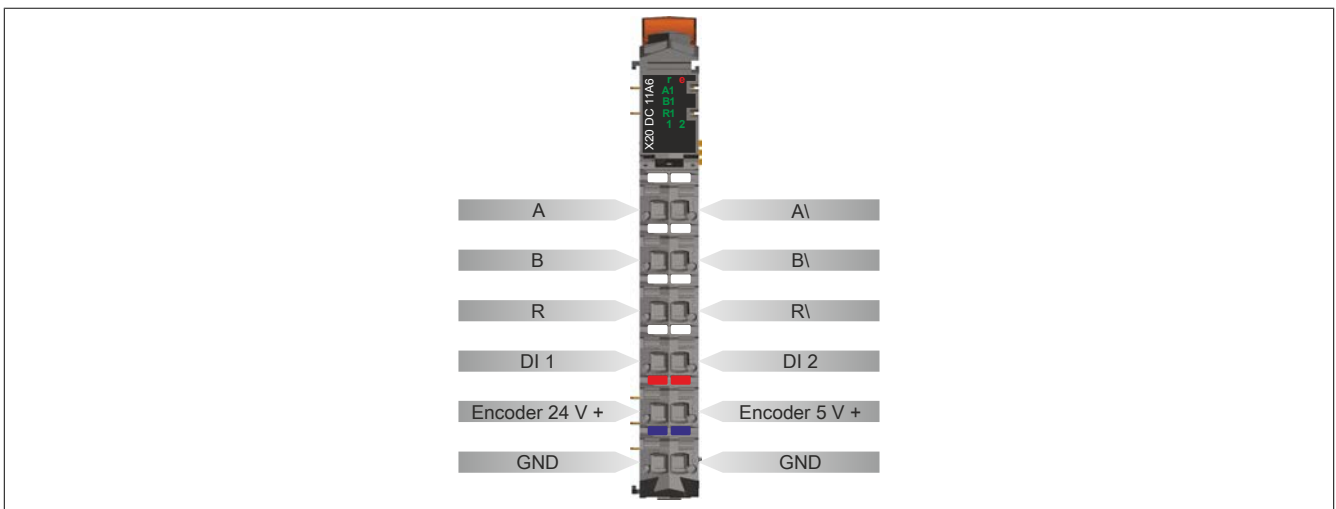 X20 DC 11A6
r e
A1
B1
R1
1 2
A A\
B B\
R R\
DI 1 DI 2
Encoder 24 V + Encoder 5 V +
GND GND